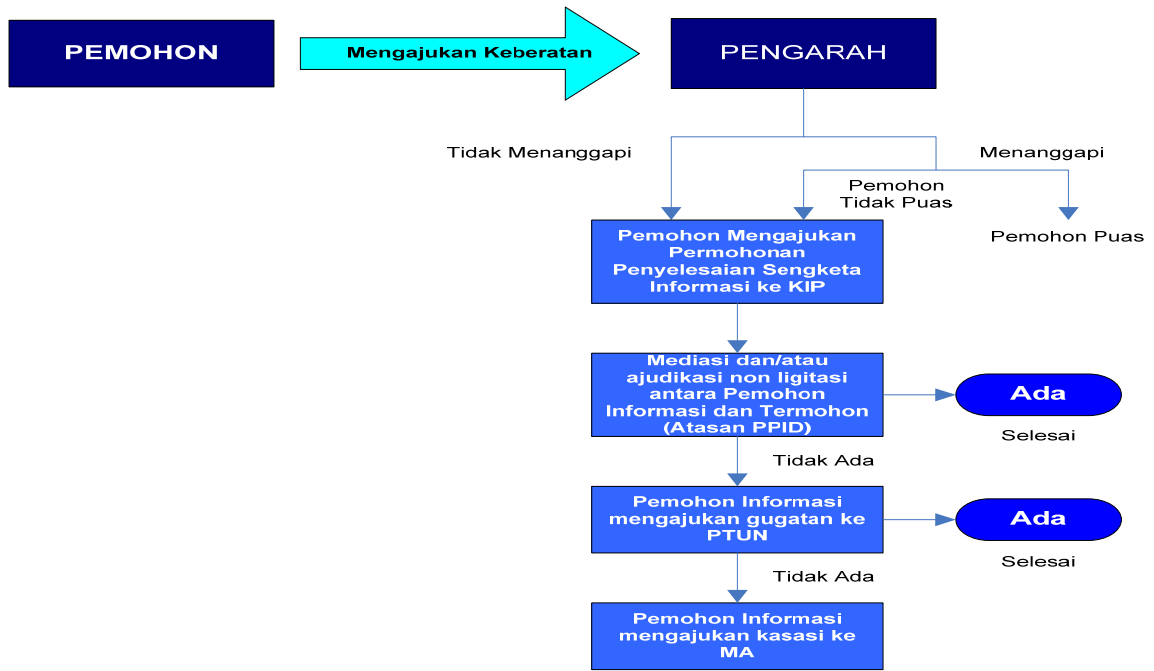 PEMOHON
Mengajukan Keberatan
PENGARAH
Tidak Menanggapi
Menanggapi
Pemohon
Tidak Puas
Pemohon Puas
Pemohon Mengajukan
Permohonan
Penyelesaian Sengketa
Informasi ke KIP
Mediasi dan/atau
ajudikasi non ligitasi
antara Pemohon
Informasi dan Termohon
(Atasan PPID)
Ada
Selesai
Tidak Ada
Pemohon Informasi
mengajukan gugatan ke
PTUN
Ada
Selesai
Tidak Ada
Pemohon Informasi
mengajukan kasasi ke
MA